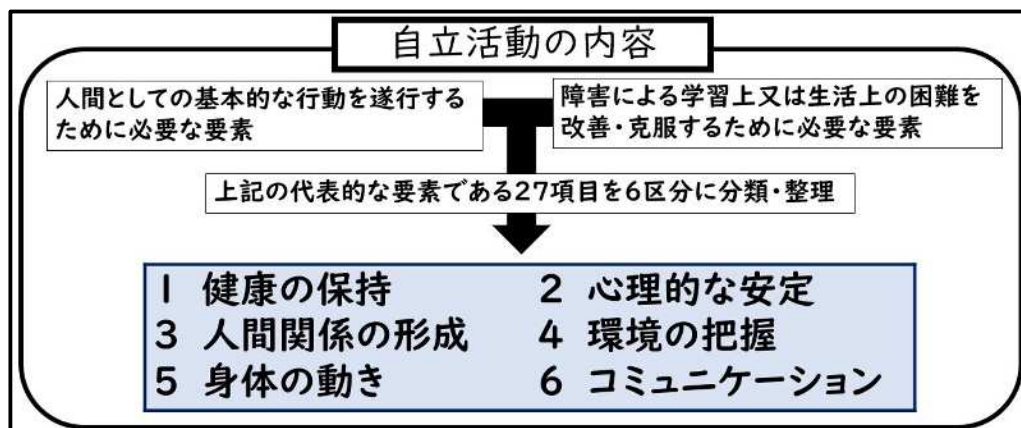 自立活動の内容
人間としての基本的な行動を遂行する
ために必要な要素
障害による学習上又は生活上の困難を
改善・克服するために必要な要素
上記の代表的な要素である27項目を6区分に分類・整理
1 健康の保持
2 心理的な安定
3 人間関係の形成
4 環境の把握
5 身体の動き
6 コミュニケーション